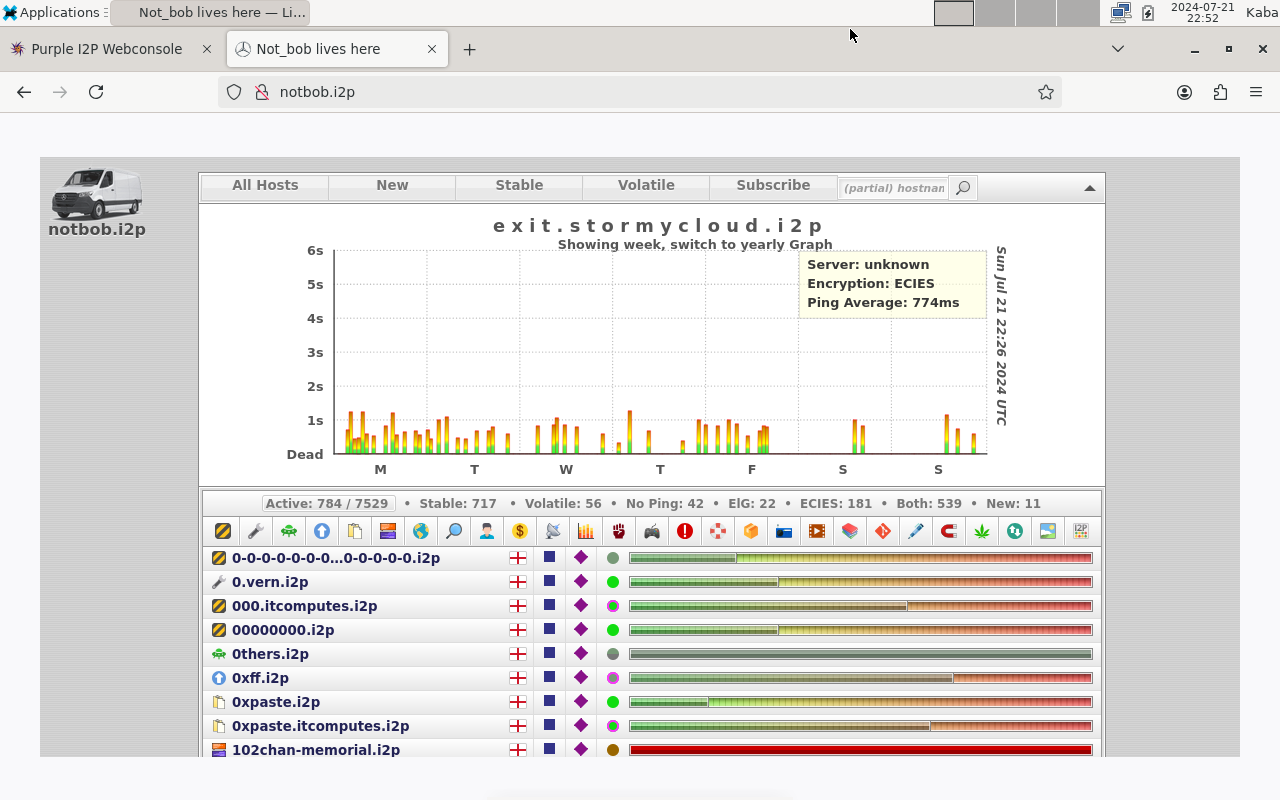 Applications
Not_bob lives here — Li...
2024-07-21
22:52
Kaba
Purple I2P Webconsole
Not_bob lives here
notbob.i2p
notbob.i2p
All Hosts New Stable Volatile Subscribe (partial) hostnan
exit.stormycloud.i2p
Showing week, switch to yearly Graph
6s
5s
4s
3s
2s
1s
Dead
Server: unknown
Encryption: ECIES
Ping Average: 774ms
Sun Jul 21 22:26 2024 UTC
M T W T F S S
Active: 784 / 7529 • Stable: 717 • Volatile: 56 • No Ping: 42 • ElG: 22 • ECIES: 181 • Both: 539 • New: 11
I2P
0-0-0-0-0-0-0...0-0-0-0-0.i2p
0.vern.i2p
000.itcomputes.i2p
00000000.i2p
0thers.i2p
0xff.i2p
0xpaste.i2p
0xpaste.itcomputes.i2p
102chan-memorial.i2p